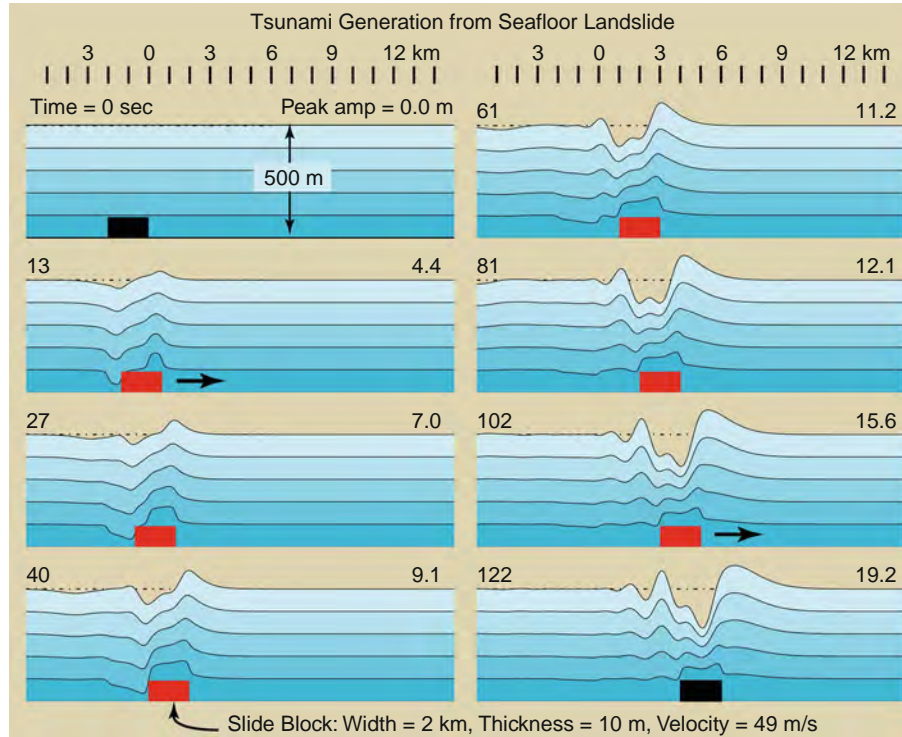 Tsunami Generation from Seafloor Landslide
3 0 3 6 9 12 km
3 0 3 6 9 12 km
Time = 0 sec Peak amp = 0.0 m
500 m
13 4.4
27 7.0
40 9.1
61 11.2
81 12.1
102 15.6
122 19.2
Slide Block: Width = 2 km, Thickness = 10 m, Velocity = 49 m/s